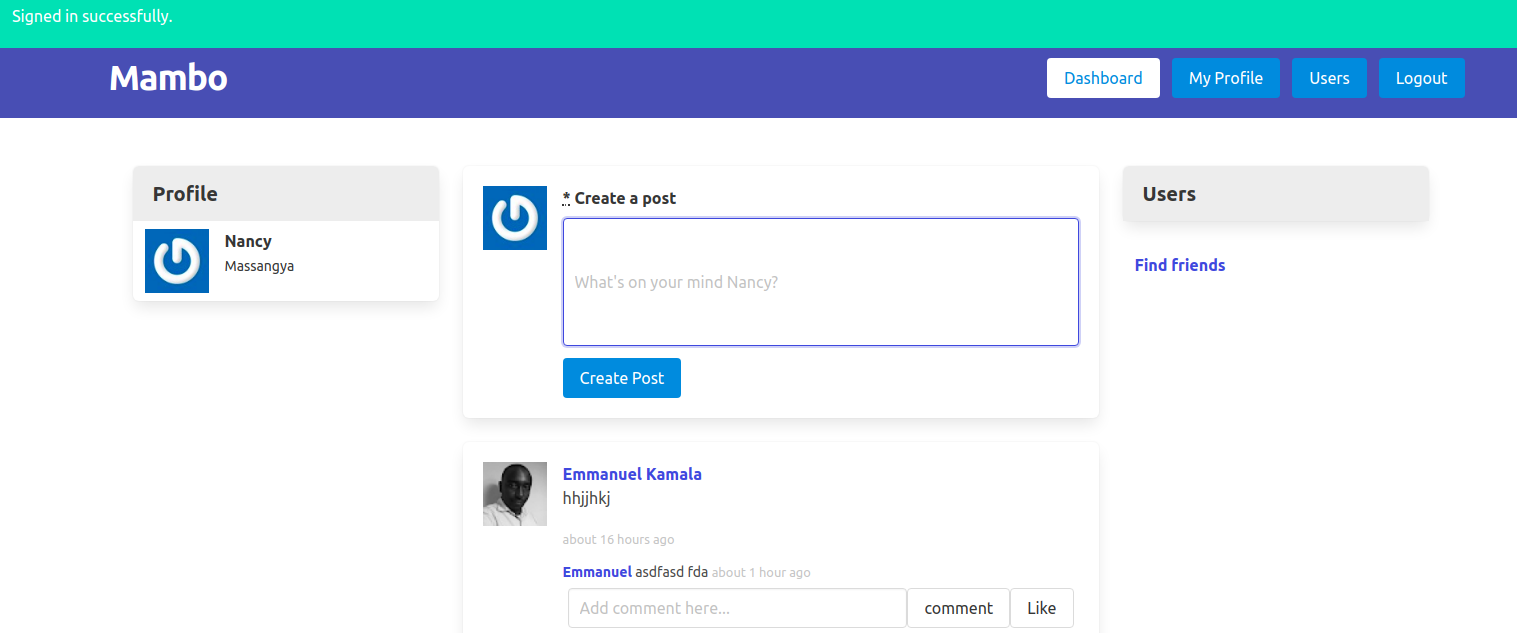 Signed in successfully.
Mambo
Dashboard
My Profile
Users
Logout
Profile
Nancy
Massangya
* Create a post
What's on your mind Nancy?
Create Post
Users
Find friends
Emmanuel Kamala
hhjjhkj
about 16 hours ago
Emmanuel asdfasd fda about 1 hour ago
Add comment here...
comment
Like